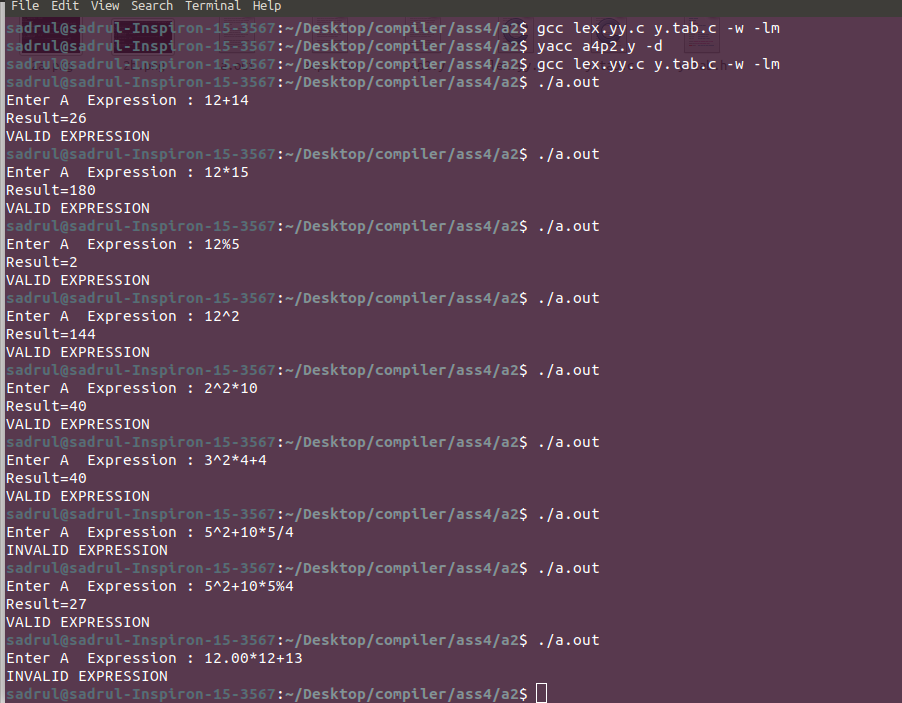 File Edit View Search Terminal Help
sadrul@sadrul-Inspiron-15-3567:~/Desktop/compiler/ass4/a2$ gcc lex.yy.c y.tab.c -w -lm
sadrul@sadrul-Inspiron-15-3567:~/Desktop/compiler/ass4/a2$ yacc a4p2.y -d
sadrul@sadrul-Inspiron-15-3567:~/Desktop/compiler/ass4/a2$ gcc lex.yy.c y.tab.c -w -lm
sadrul@sadrul-Inspiron-15-3567:~/Desktop/compiler/ass4/a2$ ./a.out
Enter A  Expression : 12+14
Result=26
VALID EXPRESSION
sadrul@sadrul-Inspiron-15-3567:~/Desktop/compiler/ass4/a2$ ./a.out
Enter A  Expression : 12*15
Result=180
VALID EXPRESSION
sadrul@sadrul-Inspiron-15-3567:~/Desktop/compiler/ass4/a2$ ./a.out
Enter A  Expression : 12%5
Result=2
VALID EXPRESSION
sadrul@sadrul-Inspiron-15-3567:~/Desktop/compiler/ass4/a2$ ./a.out
Enter A  Expression : 12^2
Result=144
VALID EXPRESSION
sadrul@sadrul-Inspiron-15-3567:~/Desktop/compiler/ass4/a2$ ./a.out
Enter A  Expression : 2^2*10
Result=40
VALID EXPRESSION
sadrul@sadrul-Inspiron-15-3567:~/Desktop/compiler/ass4/a2$ ./a.out
Enter A  Expression : 3^2*4+4
Result=40
VALID EXPRESSION
sadrul@sadrul-Inspiron-15-3567:~/Desktop/compiler/ass4/a2$ ./a.out
Enter A  Expression : 5^2+10*5/4
INVALID EXPRESSION
sadrul@sadrul-Inspiron-15-3567:~/Desktop/compiler/ass4/a2$ ./a.out
Enter A  Expression : 5^2+10*5%4
Result=27
VALID EXPRESSION
sadrul@sadrul-Inspiron-15-3567:~/Desktop/compiler/ass4/a2$ ./a.out
Enter A  Expression : 12.00*12+13
INVALID EXPRESSION
sadrul@sadrul-Inspiron-15-3567:~/Desktop/compiler/ass4/a2$